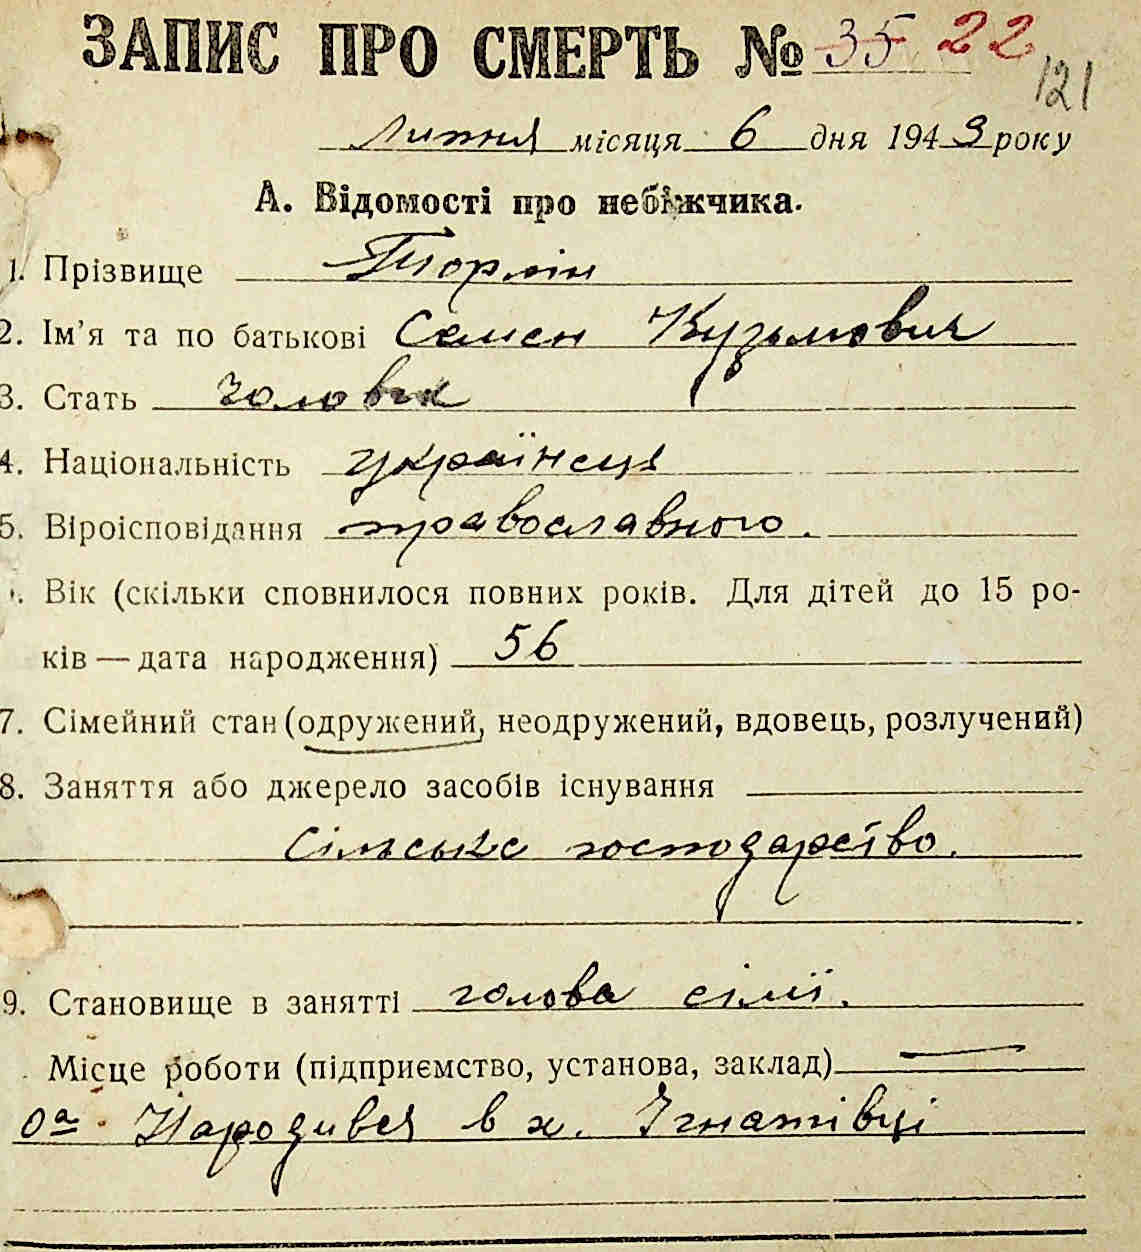 ЗАПИС ПРО СМЕРТЬ № 35 22
121
Липня місяця 6 дня 1943 року
А. Відомості про небіжчика.
1. Прізвище
2. Ім'я та по батькові Семен Кузьмович
3. Стать чоловік
4. Національність українець
5. Віроісповідання православного.
Вік (скільки сповнилося повних років. Для дітей до 15 ро-
ків — дата народження) 56
7. Сімейний стан (одружений, неодружений, вдовець, розлучений)
8. Заняття або джерело засобів існування
Сільське господарство.
9. Становище в занятті голова сімї.
Місце роботи (підприємство, установа, заклад) —
0а. Народився в х. Ігнатівці